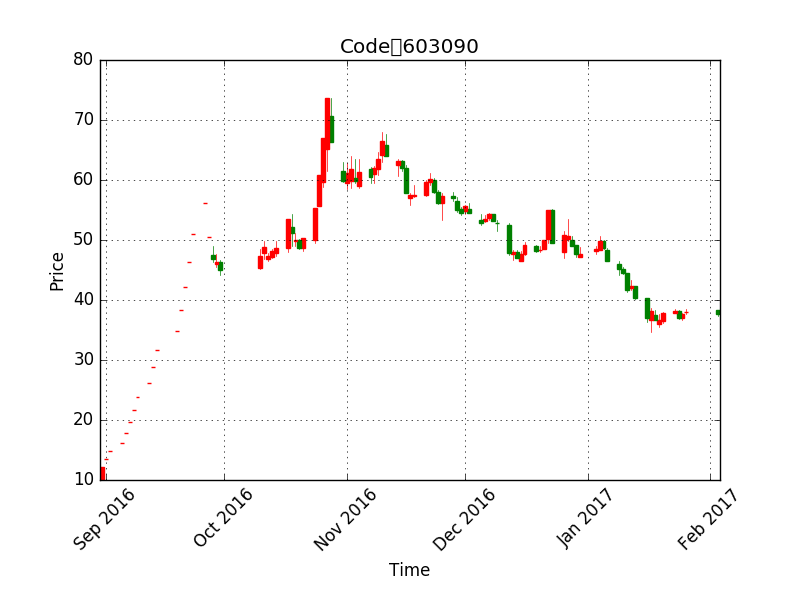 Code▯603090
80
70
60
50
40
30
20
10
Price
Sep 2016
Oct 2016
Nov 2016
Dec 2016
Jan 2017
Feb 2017
Time